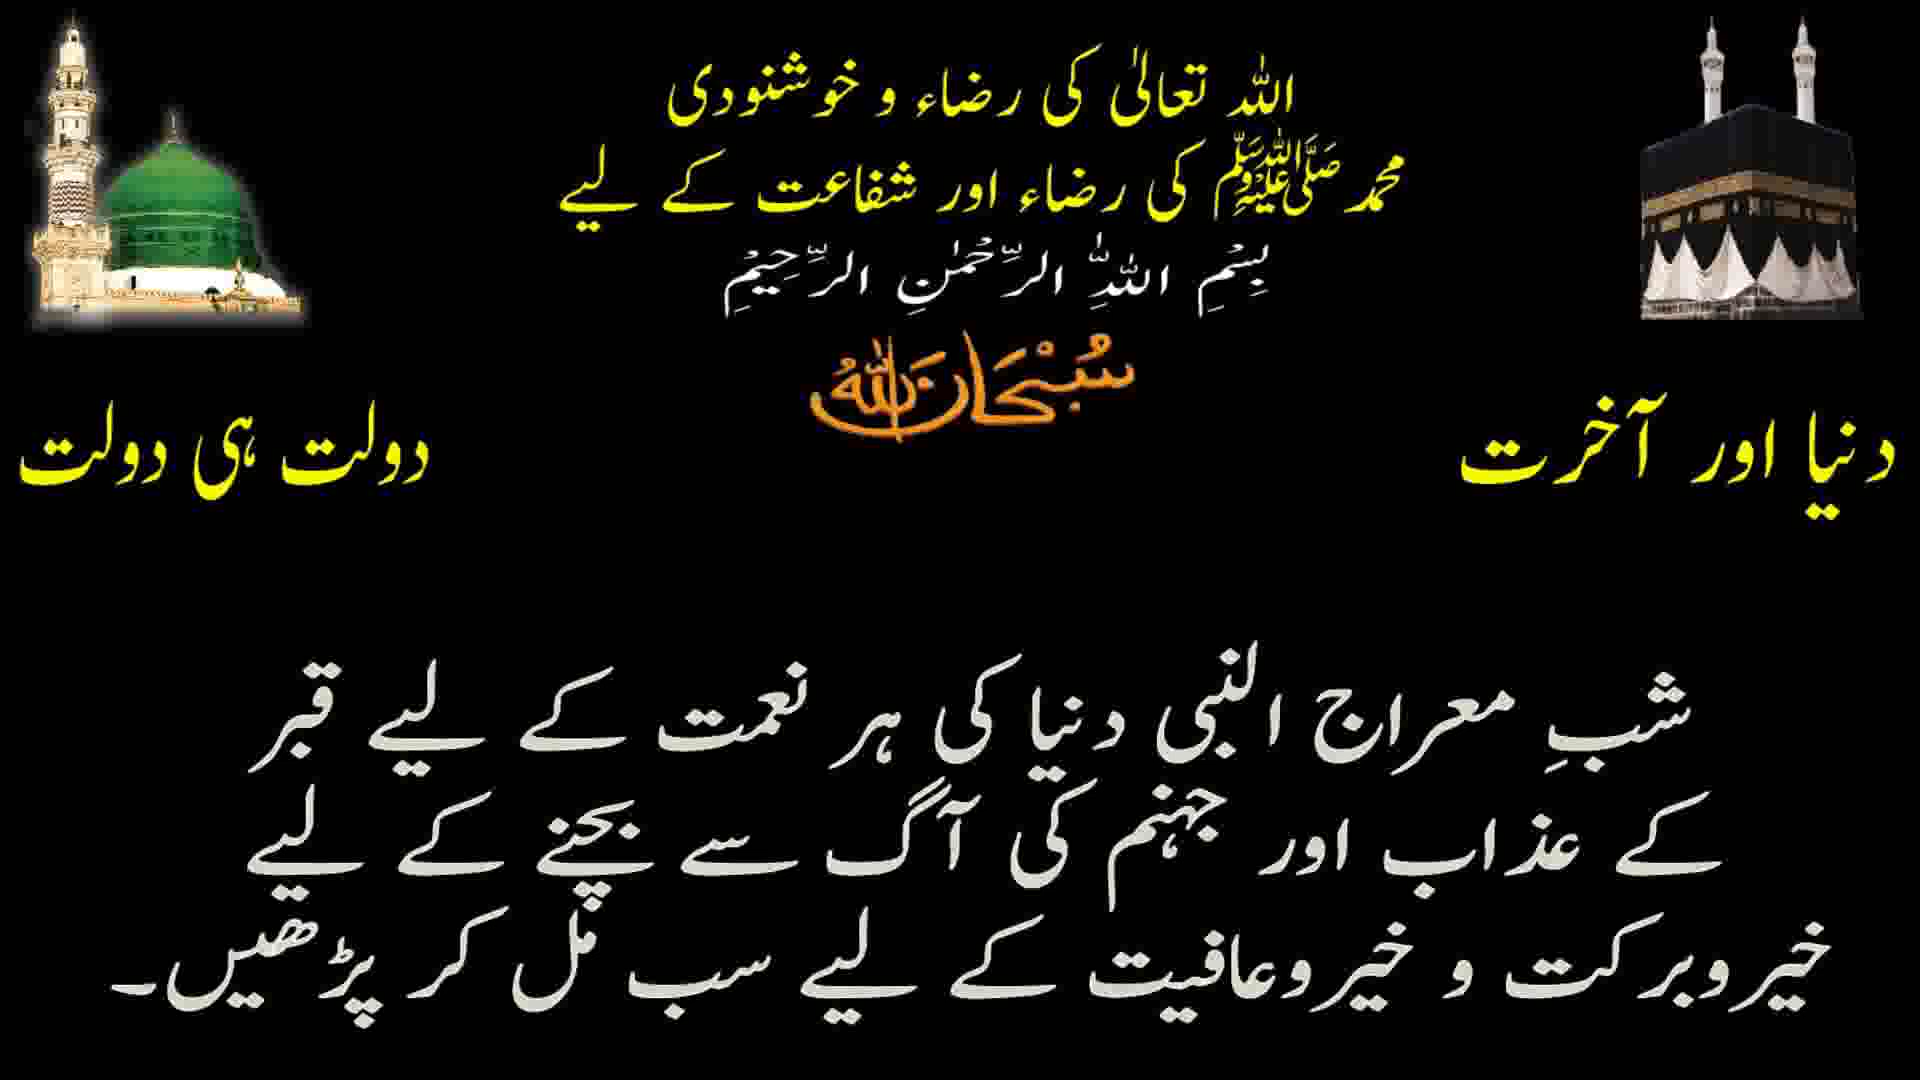 اللہ تعالیٰ کی رضاء و خوشنودی
محمد ﷺ کی رضاء اور شفاعت کے لیے
بِسْمِ اللہِ الرَّحْمٰنِ الرَّحِيْمِ
سُبْحَانَ اللهُ
دنیا اور آخرت
دولت ہی دولت
شبِ معراج النبی دنیا کی ہر نعمت کے لیے قبر
کے عذاب اور جہنم کی آگ سے بچنے کے لیے
خیروبرکت و خیروعافیت کے لیے سب مل کر پڑھیں۔